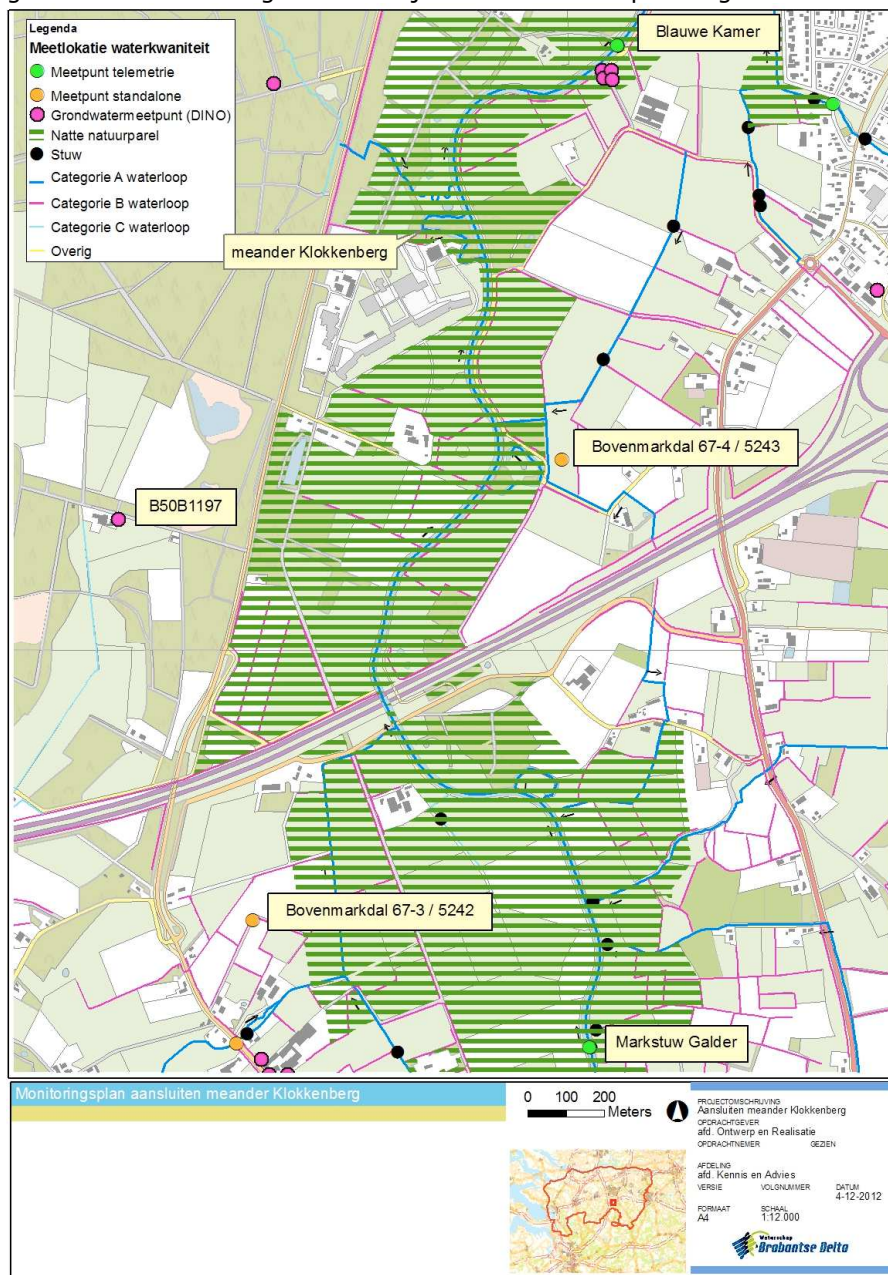 Legenda
Meetlokatie waterkwaniteit
Meetpunt telemetrie
Meetpunt standalone
Grondwatermeetpunt (DINO)
Natte natuurparel
Stuw
Categorie A waterloop
Categorie B waterloop
Categorie C waterloop
Overig
Blauwe Kamer
meander Klokkenberg
Bovenmarkdal 67-4 / 5243
B50B1197
Bovenmarkdal 67-3 / 5242
Markstuw Galder
Monitoringsplan aansluiten meander Klokkenberg
0 100 200
Meters
PROJECTOMSCHRIJVING
Aansluiten meander Klokkenberg
OPDRACHTGEVER
afd. Ontwerp en Realisatie
OPDRACHTNEMER GEZIEN
AFDELING
afd. Kennis en Advies
VERSIE VOLGNUMMER DATUM
4-12-2012
FORMAAT SCHAAL
A4 1:12.000
Waterschap
Brabantse Delta